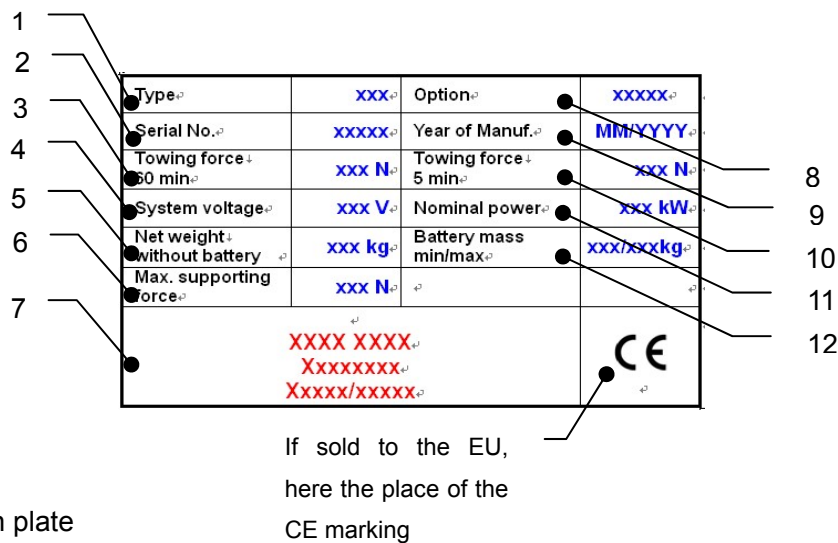 1
2
3
4
5
6
7
Type xxx Option xxxxx
Serial No. xxxxx Year of Manuf. MM/YYYY
Towing force
60 min xxx N Towing force
5 min xxx N
System voltage xxx V Nominal power xxx kW
Net weight
without battery xxx kg Battery mass
min/max xxx/xxxkg
Max. supporting
force xxx N
XXXX XXXX
Xxxxxxxx
Xxxxx/xxxxx
CE
8
9
10
11
12
If sold to the EU,
here the place of the
CE marking
plate